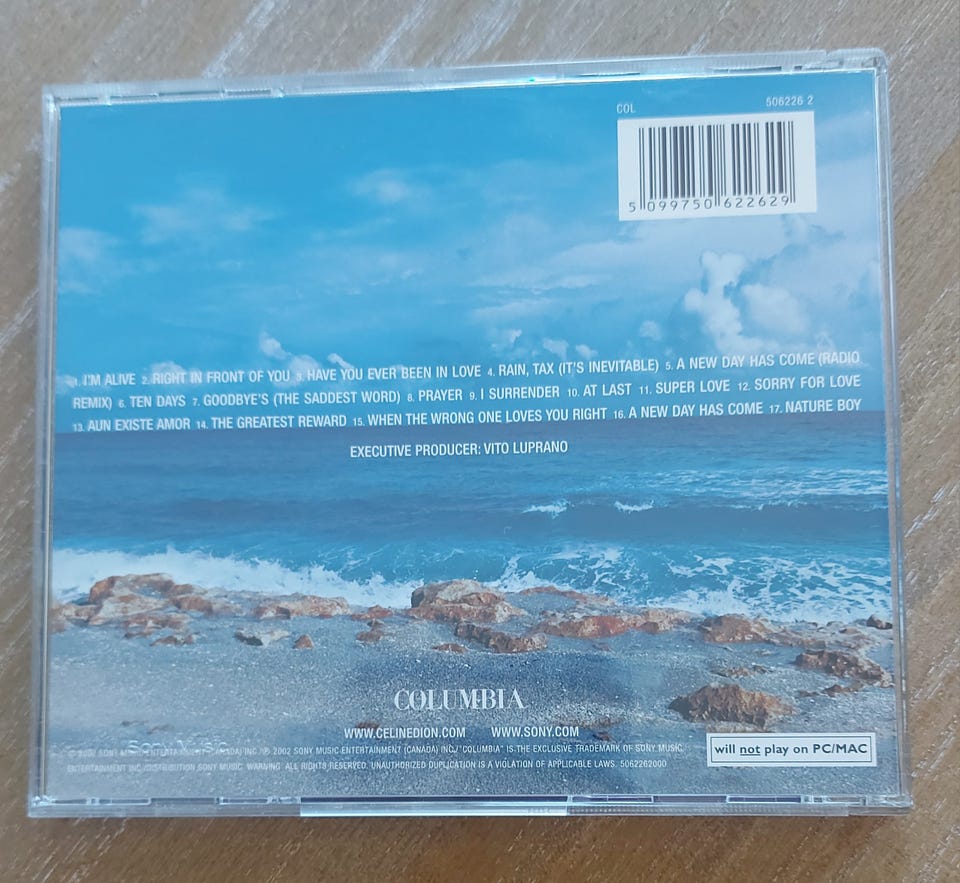 COL 506226 2
5 099750 622629
1. I'M ALIVE 2. RIGHT IN FRONT OF YOU 3. HAVE YOU EVER BEEN IN LOVE 4. RAIN, TAX (IT'S INEVITABLE) 5. A NEW DAY HAS COME (RADIO
REMIX) 6. TEN DAYS 7. GOODBYE'S (THE SADDEST WORD) 8. PRAYER 9. I SURRENDER 10. AT LAST 11. SUPER LOVE 12. SORRY FOR LOVE
13. AUN EXISTE AMOR 14. THE GREATEST REWARD 15. WHEN THE WRONG ONE LOVES YOU RIGHT 16. A NEW DAY HAS COME 17. NATURE BOY
EXECUTIVE PRODUCER: VITO LUPRANO
COLUMBIA
WWW.CELINEDION.COM WWW.SONY.COM
© 2002 SONY MUSIC ENTERTAINMENT (CANADA) INC./ ℗ 2002 SONY MUSIC ENTERTAINMENT (CANADA) INC./ "COLUMBIA" IS THE EXCLUSIVE TRADEMARK OF SONY MUSIC
ENTERTAINMENT INC./DISTRIBUTION SONY MUSIC. WARNING: ALL RIGHTS RESERVED. UNAUTHORIZED DUPLICATION IS A VIOLATION OF APPLICABLE LAWS. 5062262000
will not play on PC/MAC